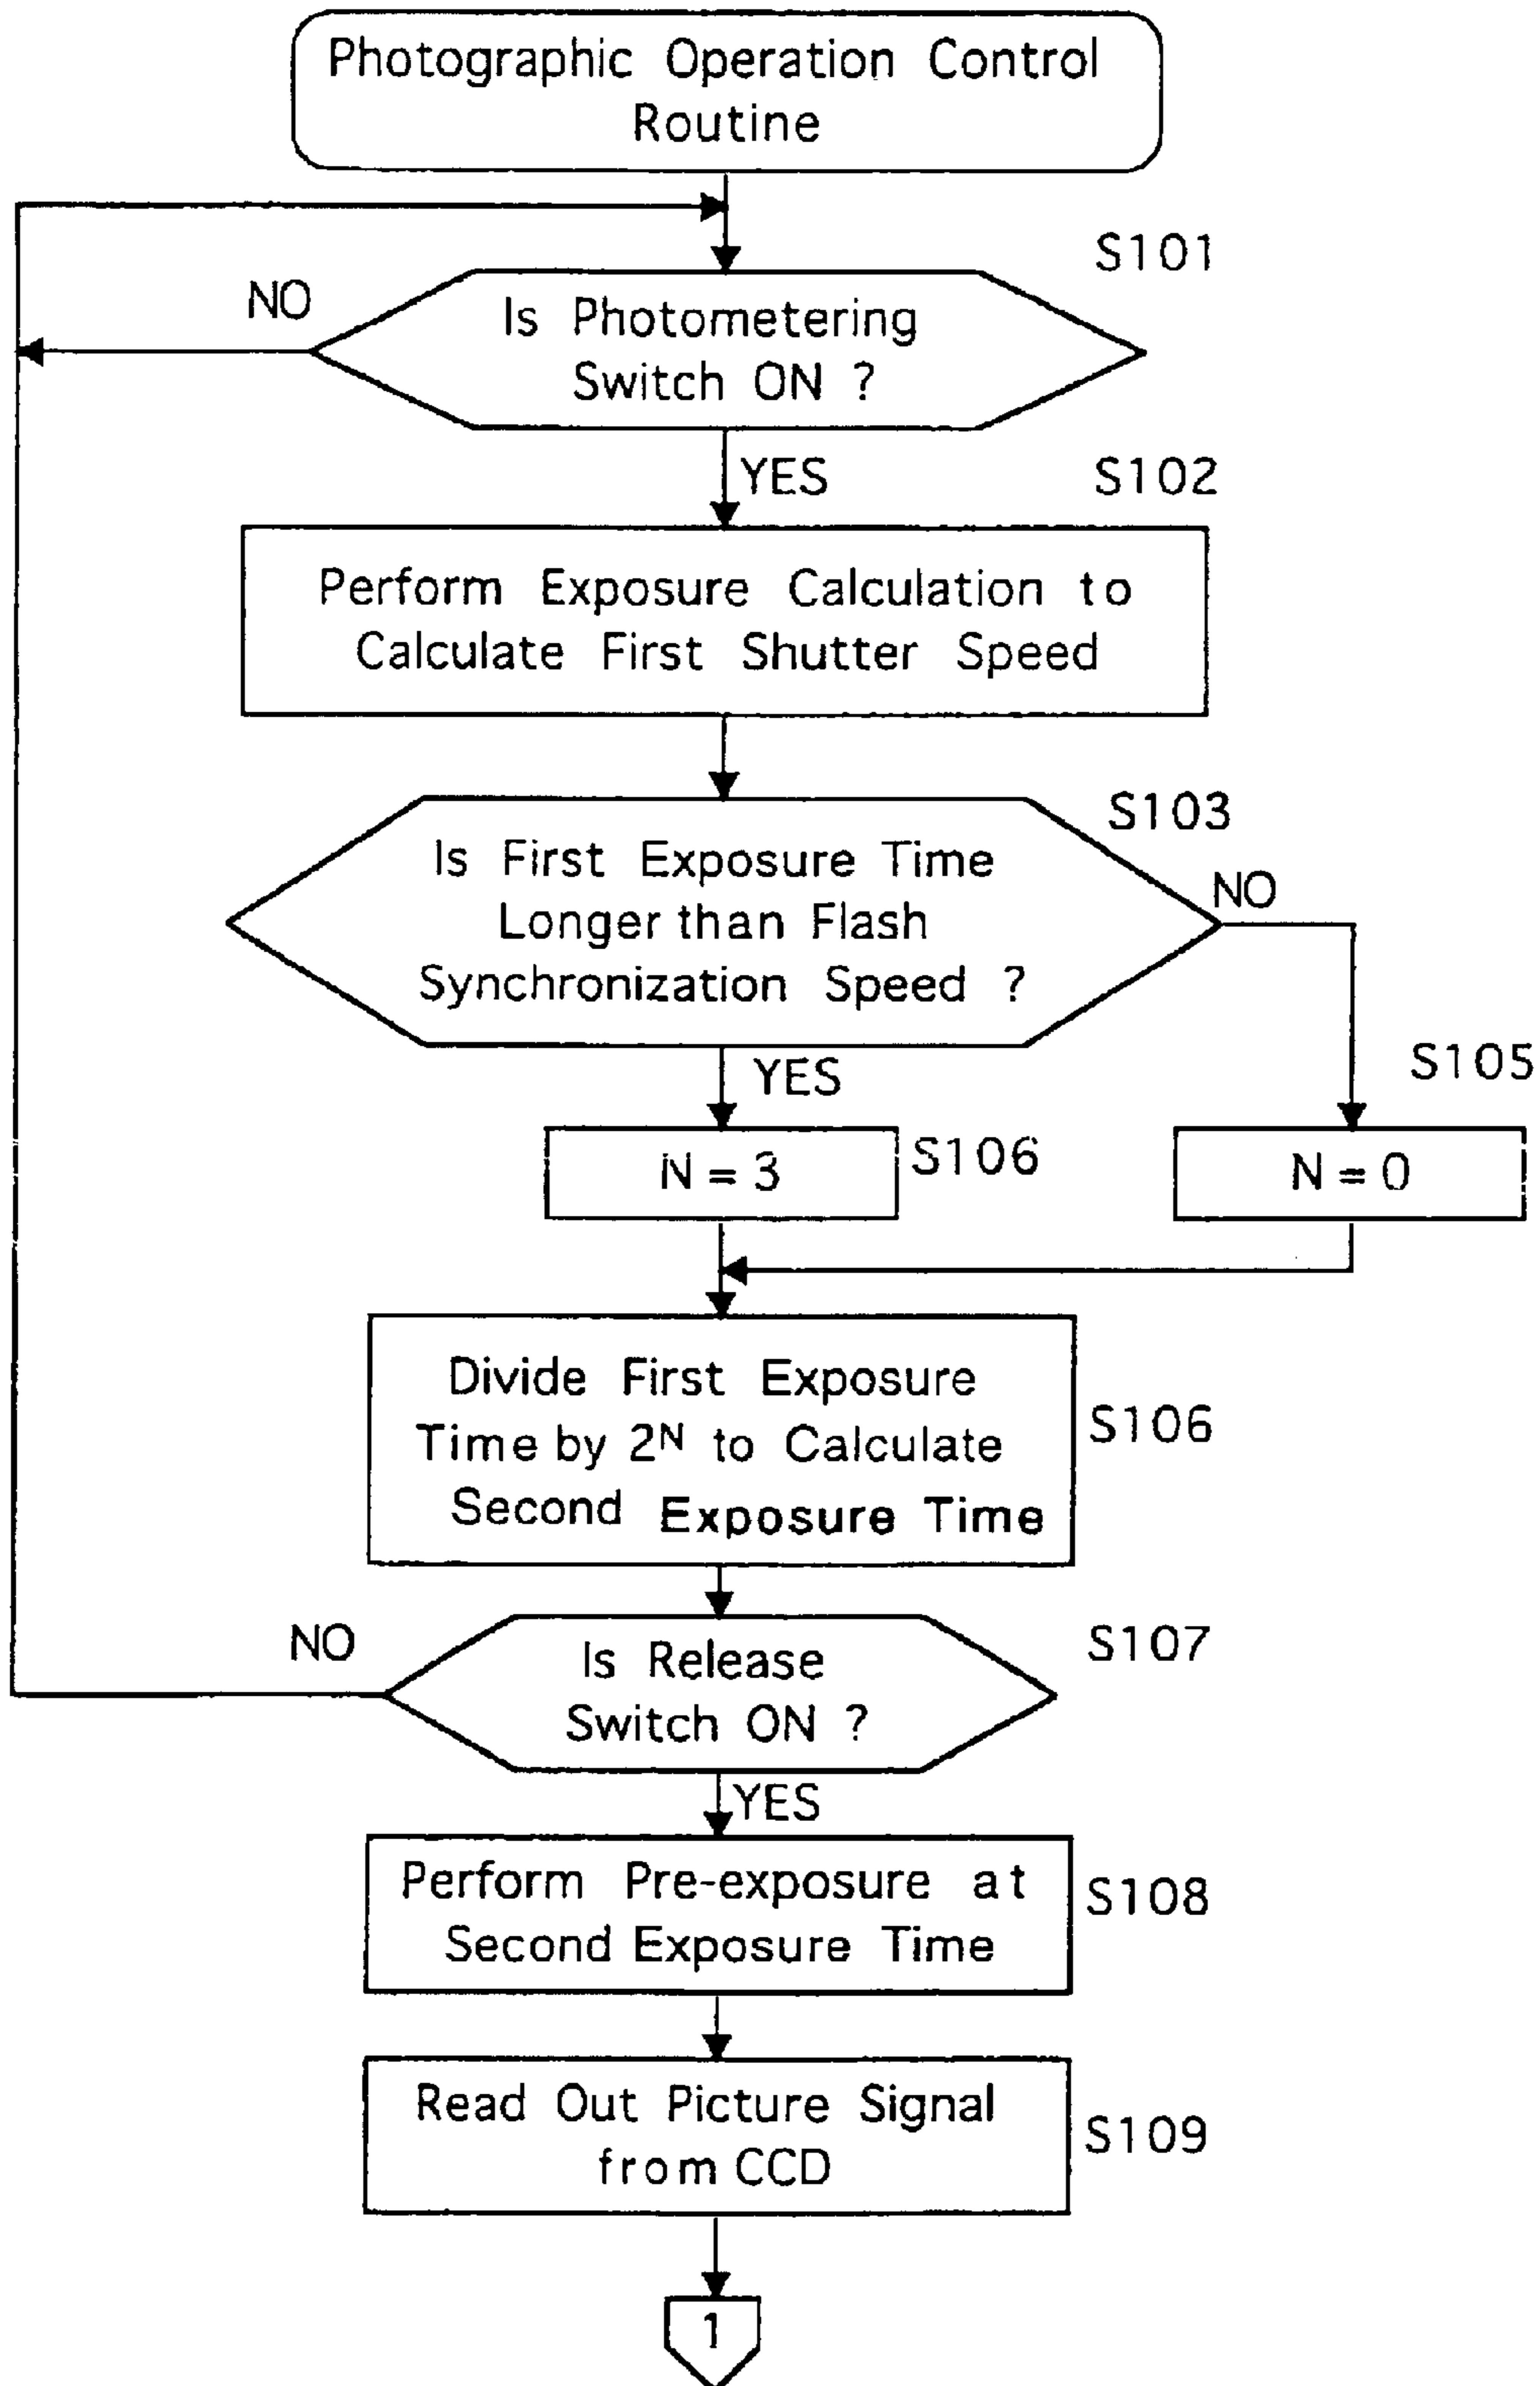 Photographic Operation Control
Routine
S101
NO
Is Photometering
Switch ON ?
YES
S102
Perform Exposure Calculation to
Calculate First Shutter Speed
S103
Is First Exposure Time
Longer than Flash
Synchronization Speed ?
NO
YES
S105
N = 3
S106
N = 0
Divide First Exposure
Time by 2ᴺ to Calculate
Second Exposure Time
S106
NO
Is Release
Switch ON ?
S107
YES
Perform Pre-exposure at
Second Exposure Time
S108
Read Out Picture Signal
from CCD
S109
1